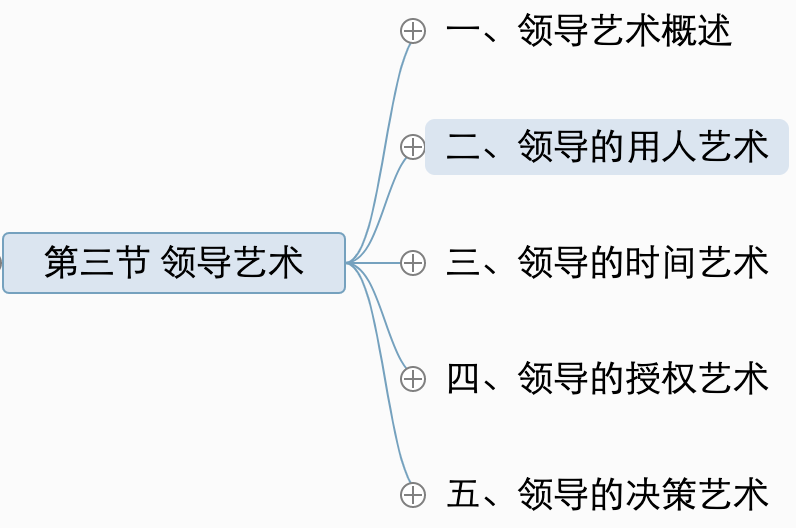 一、领导艺术概述
二、领导的用人艺术
第三节 领导艺术
三、领导的时间艺术
四、领导的授权艺术
五、领导的决策艺术